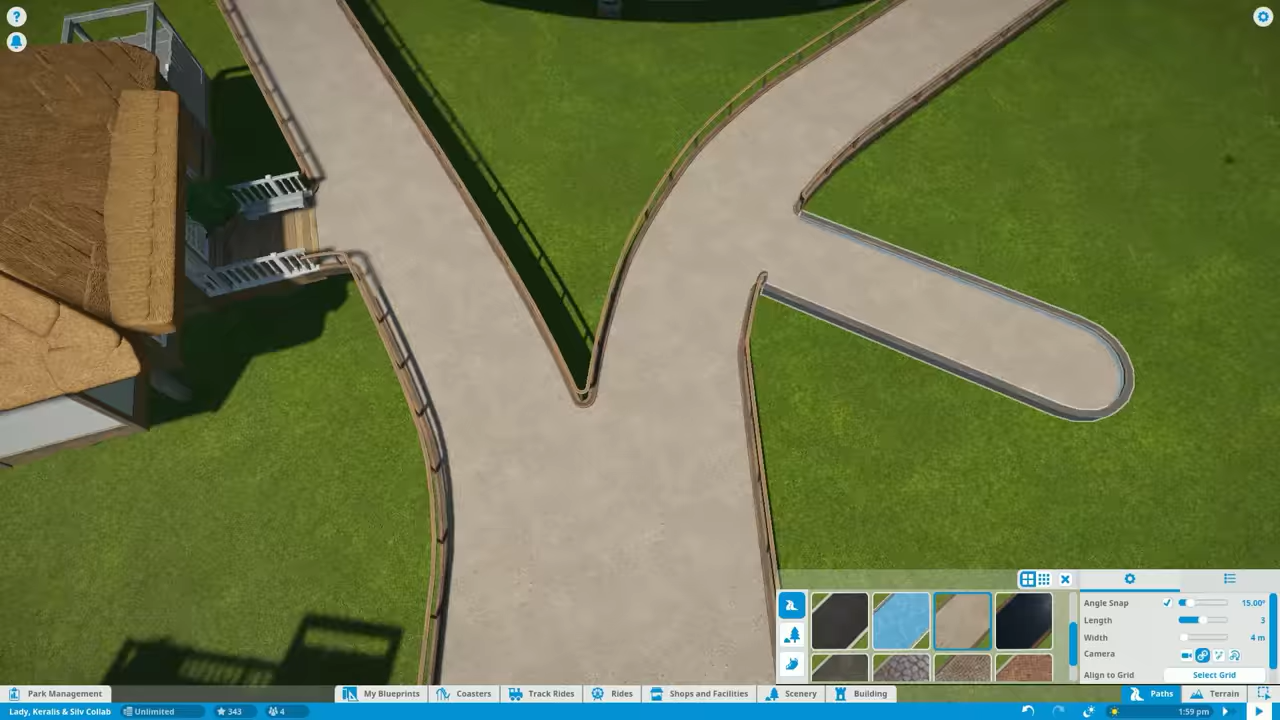 ?
Angle Snap 15.00°
Length 3
Width 4 m
Camera
Align to Grid Select Grid
Park Management My Blueprints Coasters Track Rides Rides Shops and Facilities Scenery Building Paths Terrain
Lady, Keralis & Silv Collab Unlimited 343 4 1:59 pm